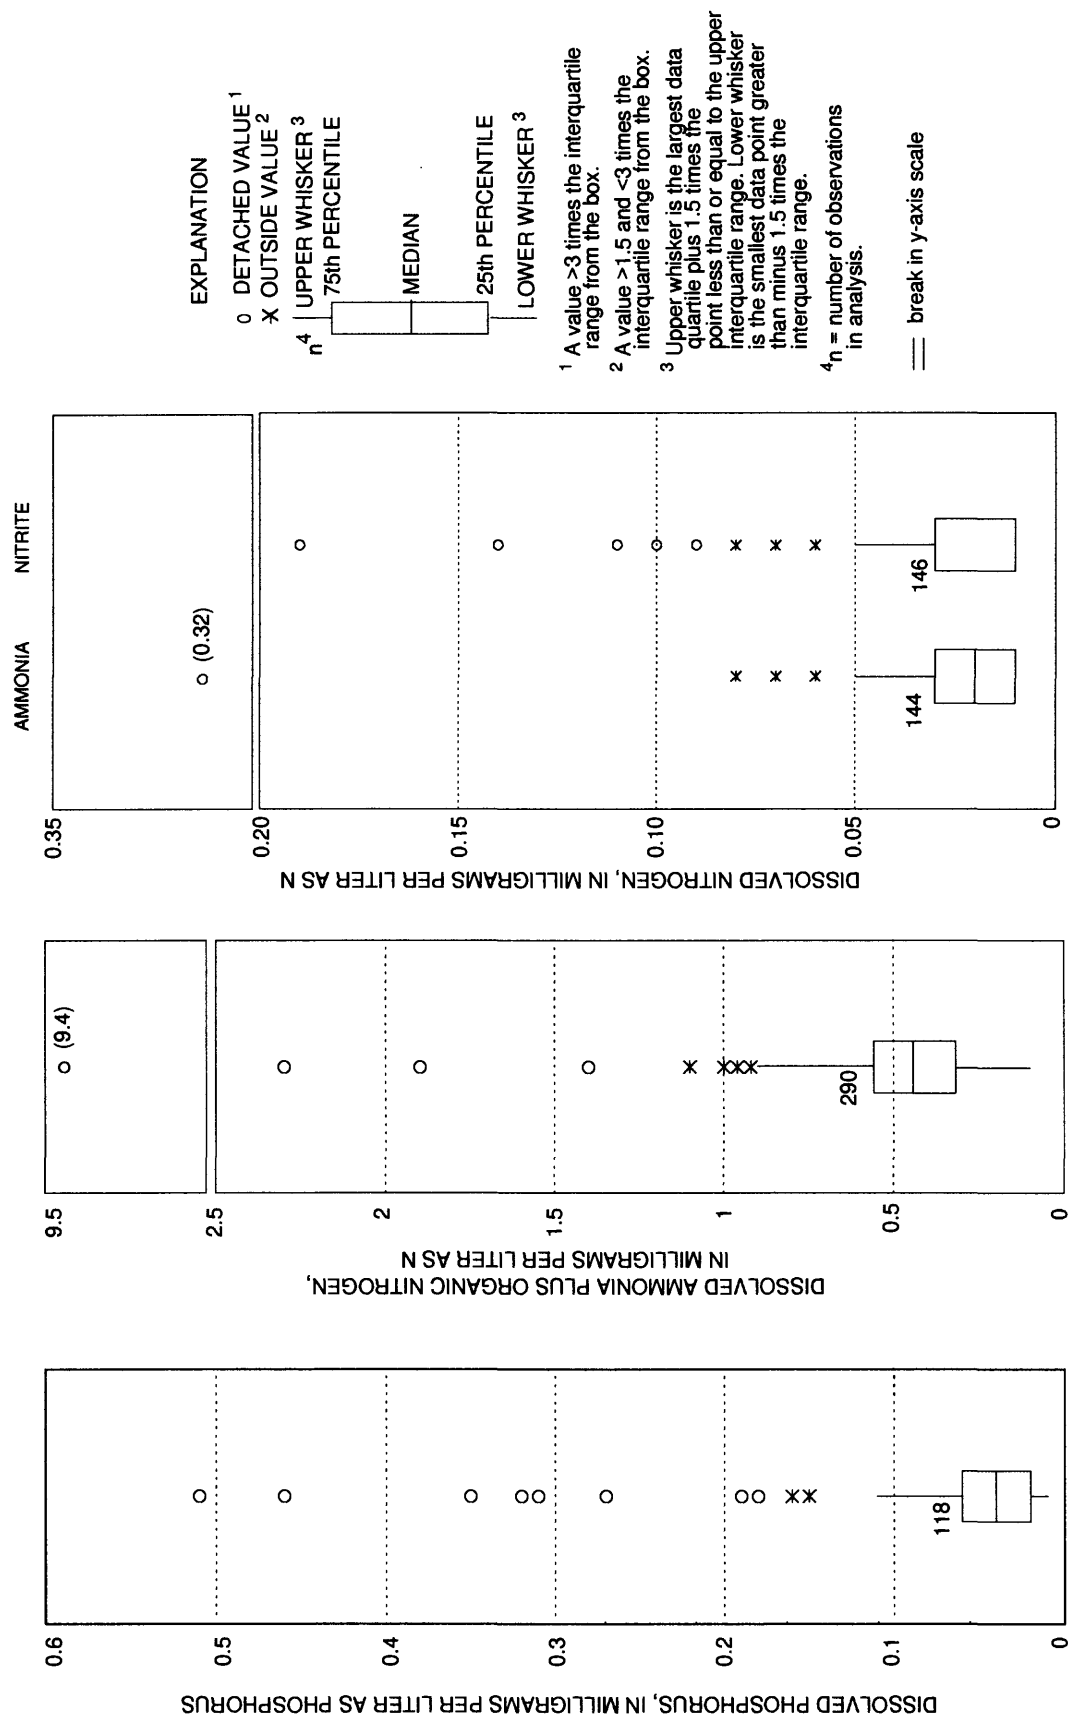 DISSOLVED PHOSPHORUS, IN MILLIGRAMS PER LITER AS PHOSPHORUS
0.6
0.5
0.4
0.3
0.2
0.1
0
118
DISSOLVED AMMONIA PLUS ORGANIC NITROGEN,
IN MILLIGRAMS PER LITER AS N
9.5
2.5
2
1.5
1
0.5
0
(9.4)
290
AMMONIA NITRITE
DISSOLVED NITROGEN, IN MILLIGRAMS PER LITER AS N
0.35
0.20
0.15
0.10
0.05
0
(0.32)
144
146
EXPLANATION
o DETACHED VALUE 1
x OUTSIDE VALUE 2
n4 UPPER WHISKER 3
75th PERCENTILE
MEDIAN
25th PERCENTILE
LOWER WHISKER 3
1 A value >3 times the interquartile
range from the box.
2 A value >1.5 and <3 times the
interquartile range from the box.
3 Upper whisker is the largest data
quartile plus 1.5 times the
point less than or equal to the upper
interquartile range. Lower whisker
is the smallest data point greater
than minus 1.5 times the
interquartile range.
4n = number of observations
in analysis.
break in y-axis scale